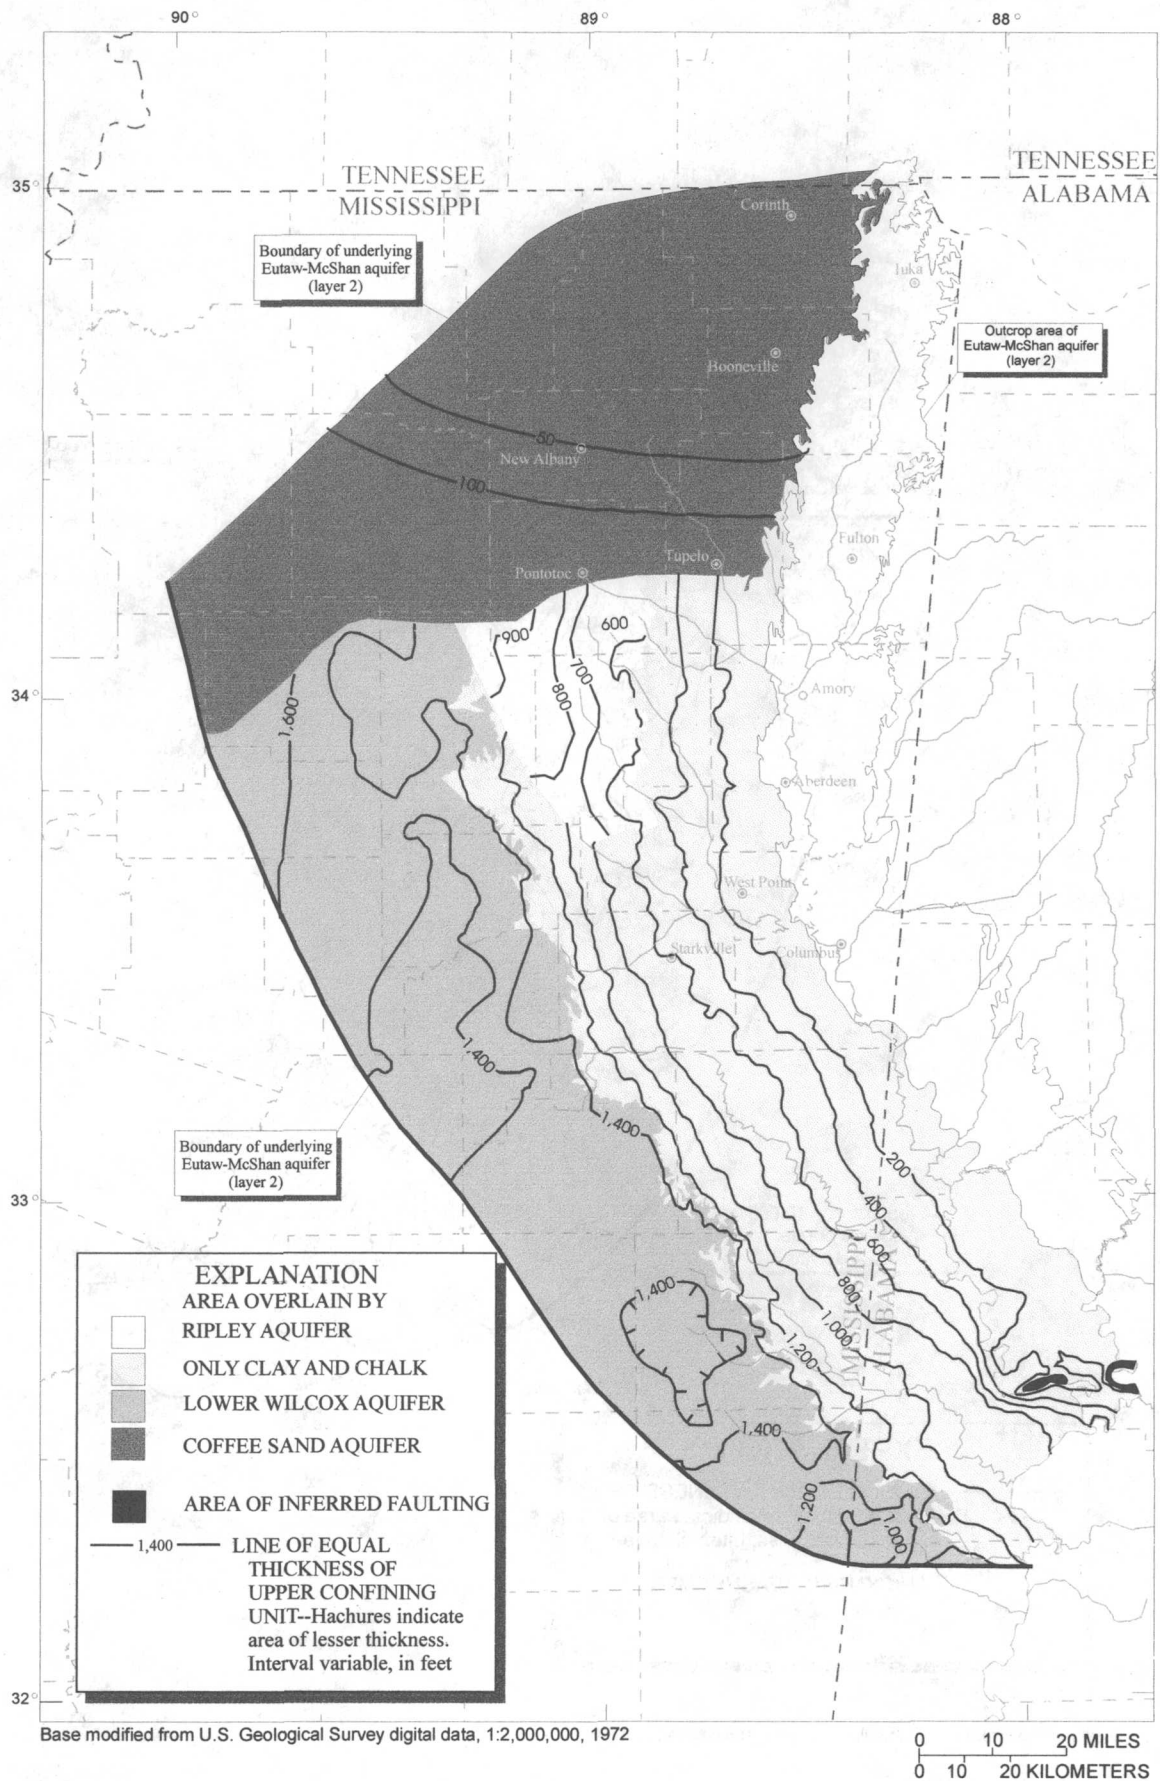 90°
89°
88°
35°
TENNESSEE
MISSISSIPPI
TENNESSEE
ALABAMA
Corinth
Boundary of underlying
Eutaw-McShan aquifer
(layer 2)
Iuka
Outcrop area of
Eutaw-McShan aquifer
(layer 2)
Booneville
50
New Albany
100
Fulton
Tupelo
Pontotoc
900
600
700
800
34°
Amory
1,600
Aberdeen
West Point
Starkville
Columbus
1,400
1,400
Boundary of underlying
Eutaw-McShan aquifer
(layer 2)
200
33°
400
600
MISSISSIPPI
ALABAMA
800
1,400
1,000
1,200
1,400
1,200
1,000
EXPLANATION
AREA OVERLAIN BY
RIPLEY AQUIFER
ONLY CLAY AND CHALK
LOWER WILCOX AQUIFER
COFFEE SAND AQUIFER
AREA OF INFERRED FAULTING
1,400 LINE OF EQUAL
THICKNESS OF
UPPER CONFINING
UNIT--Hachures indicate
area of lesser thickness.
Interval variable, in feet
32°
Base modified from U.S. Geological Survey digital data, 1:2,000,000, 1972
0 10 20 MILES
0 10 20 KILOMETERS